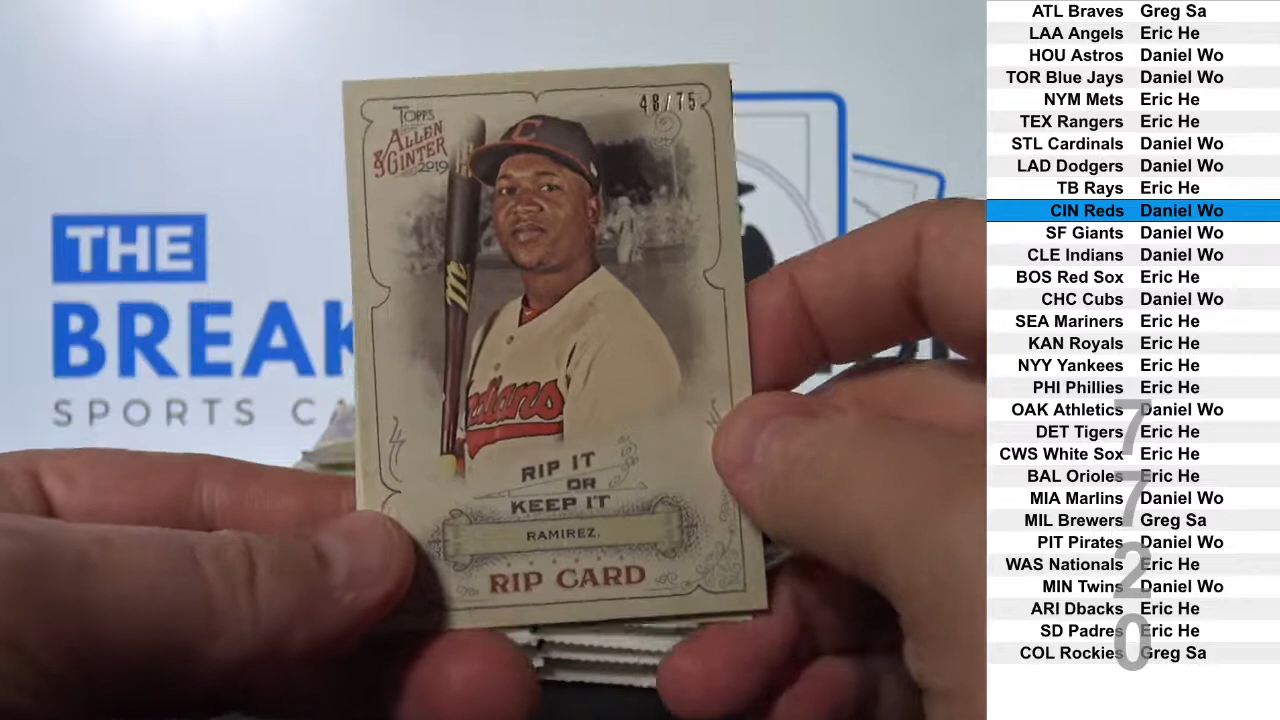 THE
BREAK
SPORTS C
TOPPS
ALLEN
& GINTER
2019
48/75
C
Indians
RIP IT
OR
KEEP IT
RAMIREZ.
RIP CARD
ATL Braves Greg Sa
LAA Angels Eric He
HOU Astros Daniel Wo
TOR Blue Jays Daniel Wo
NYM Mets Eric He
TEX Rangers Eric He
STL Cardinals Daniel Wo
LAD Dodgers Daniel Wo
TB Rays Eric He
CIN Reds Daniel Wo
SF Giants Daniel Wo
CLE Indians Daniel Wo
BOS Red Sox Eric He
CHC Cubs Daniel Wo
SEA Mariners Eric He
KAN Royals Eric He
NYY Yankees Eric He
PHI Phillies Eric He
OAK Athletics Daniel Wo
DET Tigers Eric He
CWS White Sox Eric He
BAL Orioles Eric He
MIA Marlins Daniel Wo
MIL Brewers Greg Sa
PIT Pirates Daniel Wo
WAS Nationals Eric He
MIN Twins Daniel Wo
ARI Dbacks Eric He
SD Padres Eric He
COL Rockies Greg Sa
7
7
2
0